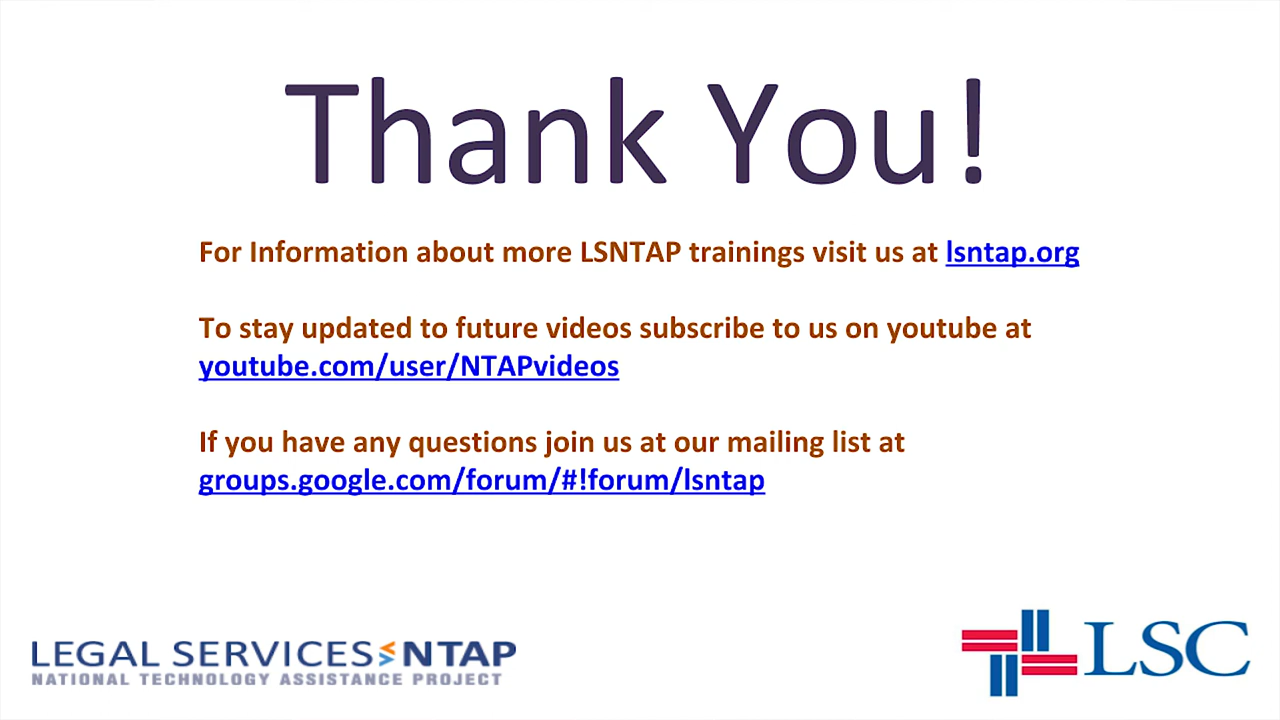 Thank You!
For Information about more LSNTAP trainings visit us at lsntap.org
To stay updated to future videos subscribe to us on youtube at
youtube.com/user/NTAPvideos
If you have any questions join us at our mailing list at
groups.google.com/forum/#!forum/lsntap
LEGAL SERVICES NTAP
NATIONAL TECHNOLOGY ASSISTANCE PROJECT
LSC